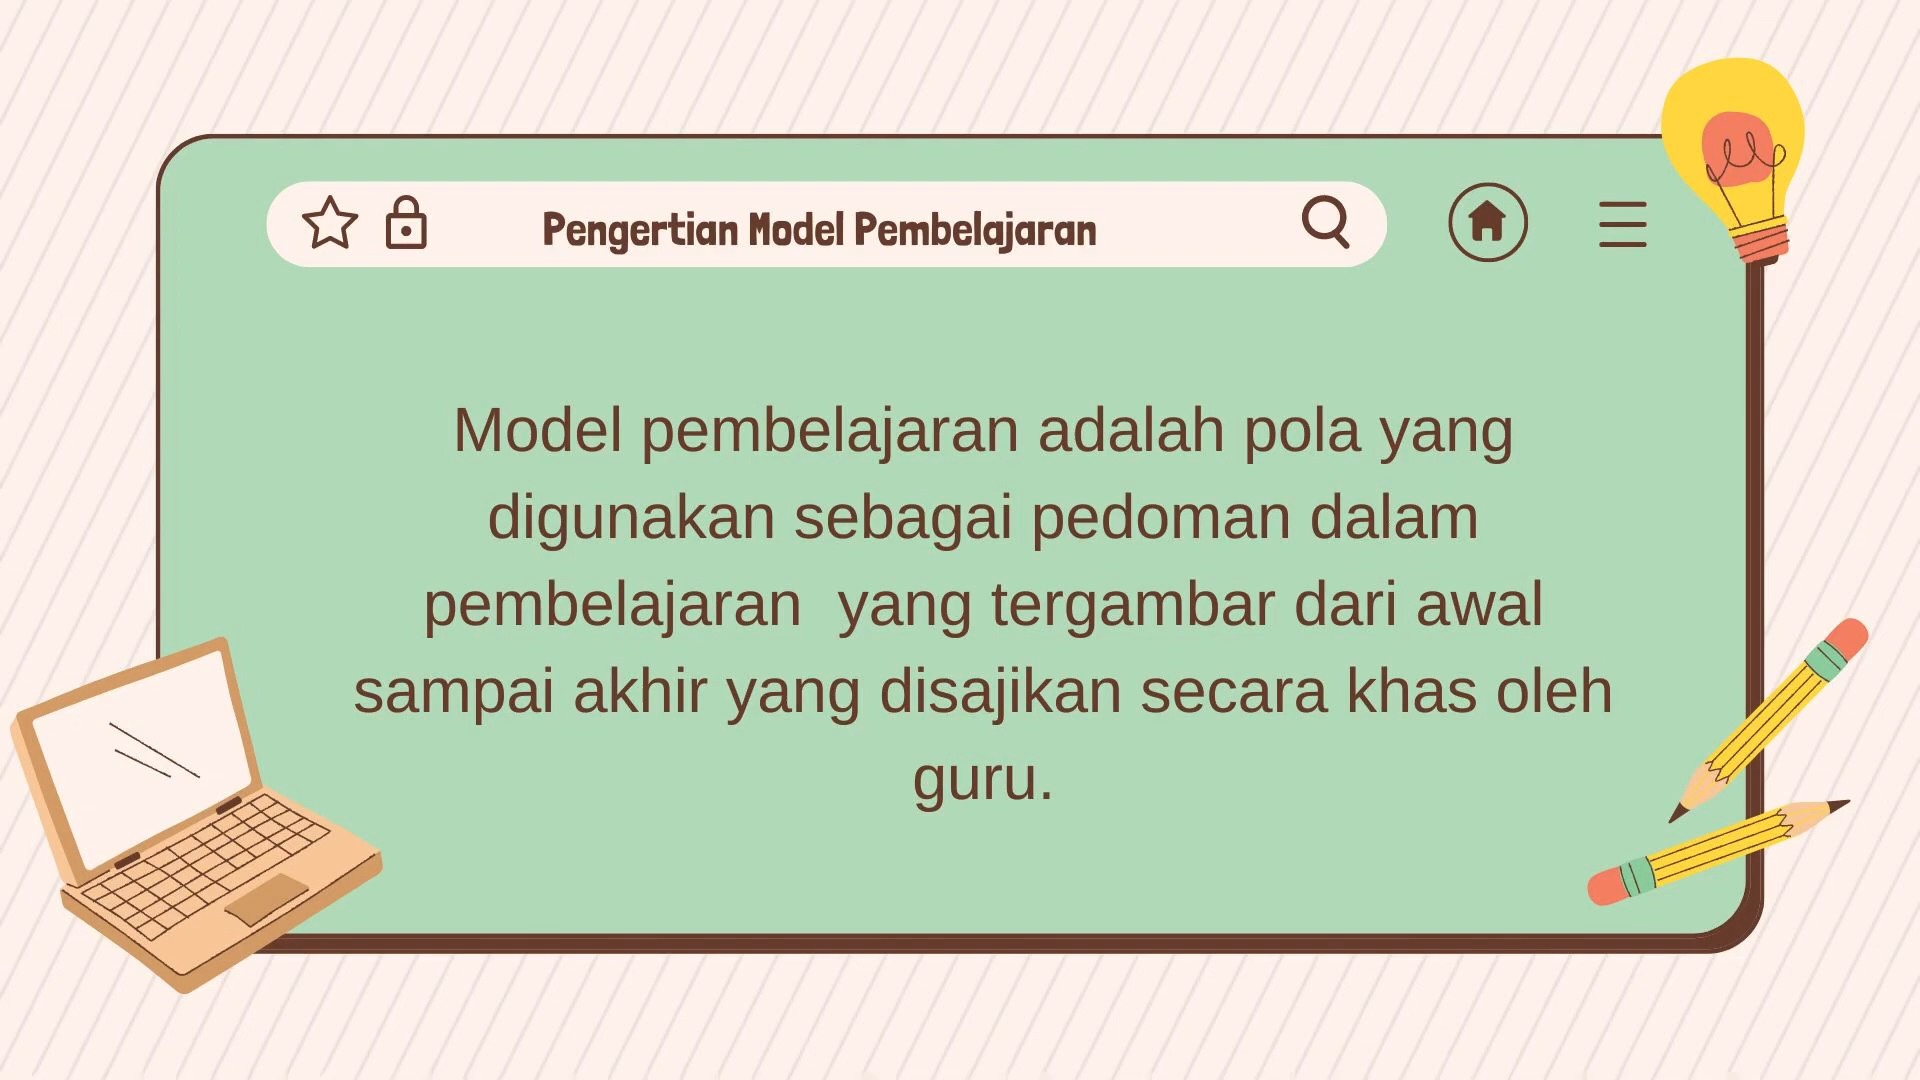 Pengertian Model Pembelajaran
Model pembelajaran adalah pola yang
digunakan sebagai pedoman dalam
pembelajaran  yang tergambar dari awal
sampai akhir yang disajikan secara khas oleh
guru.